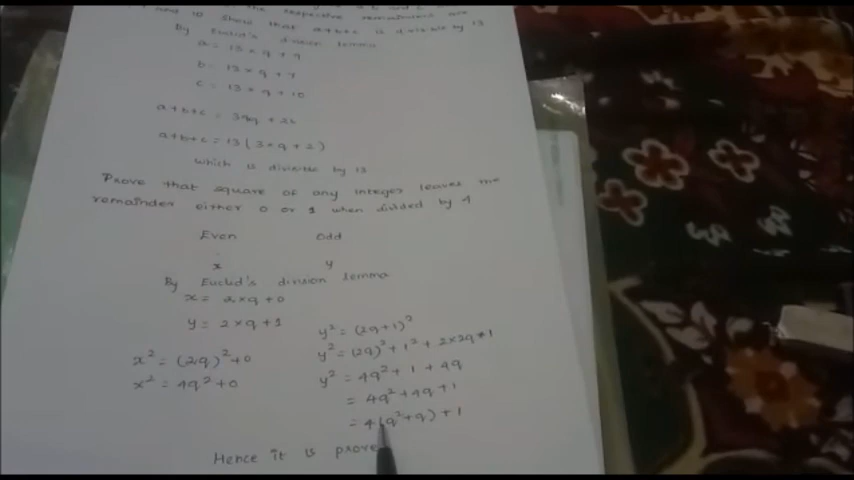 the respective remainders are
and 10 show that a+b+c is divisible by 13
By Euclid's division lemma
a = 13 × q + 9
b = 13 × q + 7
c = 13 × q + 10
a+b+c = 39q + 26
a+b+c = 13 ( 3 × q + 2 )
which is divisible by 13
Prove that square of any integer leaves the
remainder either 0 or 1 when divided by 4
Even Odd
x y
By Euclid's division lemma
x = 2 × q + 0
y = 2 × q + 1
x² = (2q)² + 0
x² = 4q² + 0
y² = (2q+1)²
y² = (2q)² + 1² + 2×2q*1
y² = 4q² + 1 + 4q
= 4q² + 4q + 1
= 4(q² + q) + 1
Hence it is prove